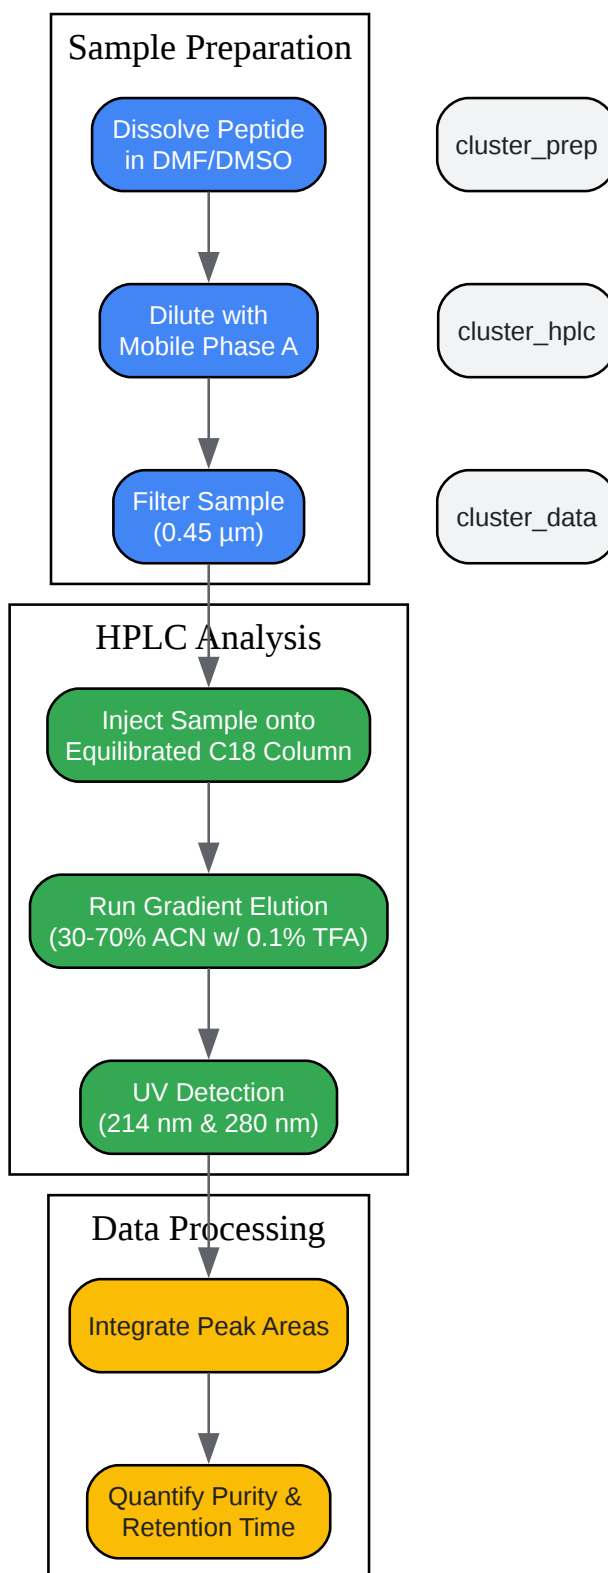 Sample Preparation
Dissolve Peptide
in DMF/DMSO
cluster_prep
Dilute with
Mobile Phase A
cluster_hplc
Filter Sample
(0.45 µm)
cluster_data
HPLC Analysis
Inject Sample onto
Equilibrated C18 Column
Run Gradient Elution
(30-70% ACN w/ 0.1% TFA)
UV Detection
(214 nm & 280 nm)
Data Processing
Integrate Peak Areas
Quantify Purity &
Retention Time